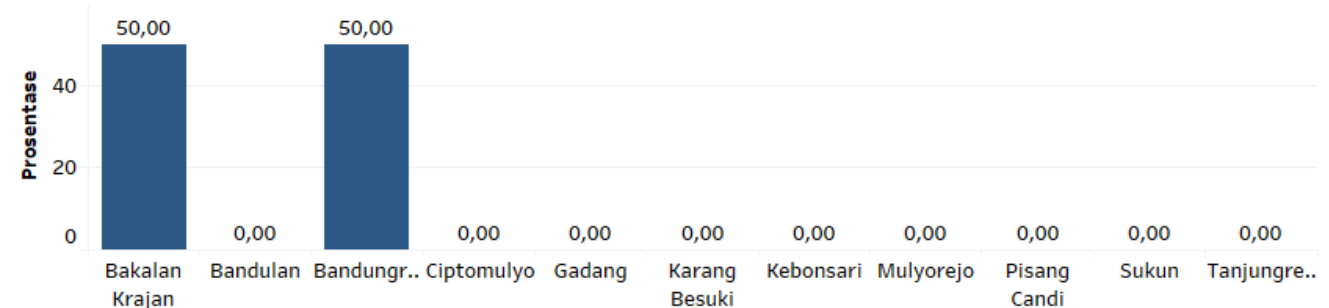 50,00 50,00
Prosentase
40
20
0
0,00 0,00 0,00 0,00 0,00 0,00 0,00 0,00 0,00
Bakalan Bandulan Bandungr.. Ciptomulyo Gadang Karang Kebonsari Mulyorejo Pisang Sukun Tanjungre..
Krajan Besuki Candi